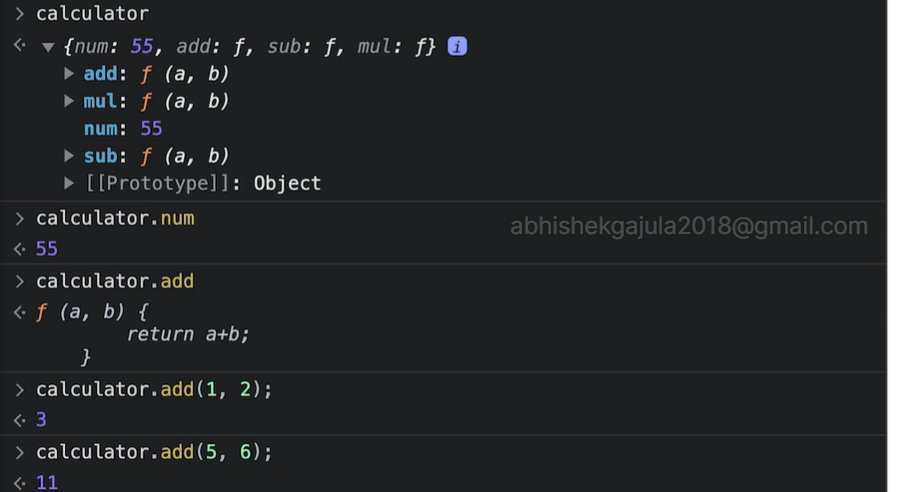 > calculator
<· ▼ {num: 55, add: ƒ, sub: ƒ, mul: ƒ} i
▶ add: ƒ (a, b)
▶ mul: ƒ (a, b)
num: 55
▶ sub: ƒ (a, b)
▶ [[Prototype]]: Object
> calculator.num
abhishekgajula2018@gmail.com
<· 55
> calculator.add
<· ƒ (a, b) {
return a+b;
}
> calculator.add(1, 2);
<· 3
> calculator.add(5, 6);
<· 11